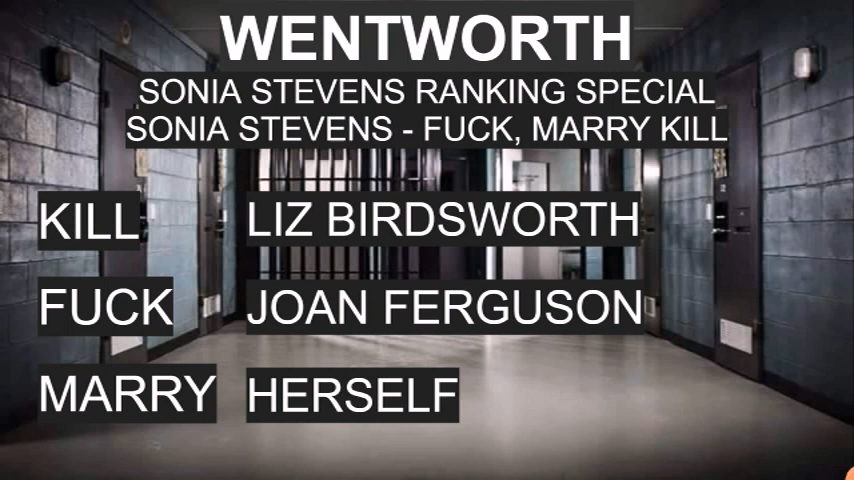 WENTWORTH
SONIA STEVENS RANKING SPECIAL
SONIA STEVENS - FUCK, MARRY KILL
KILL LIZ BIRDSWORTH
FUCK JOAN FERGUSON
MARRY HERSELF